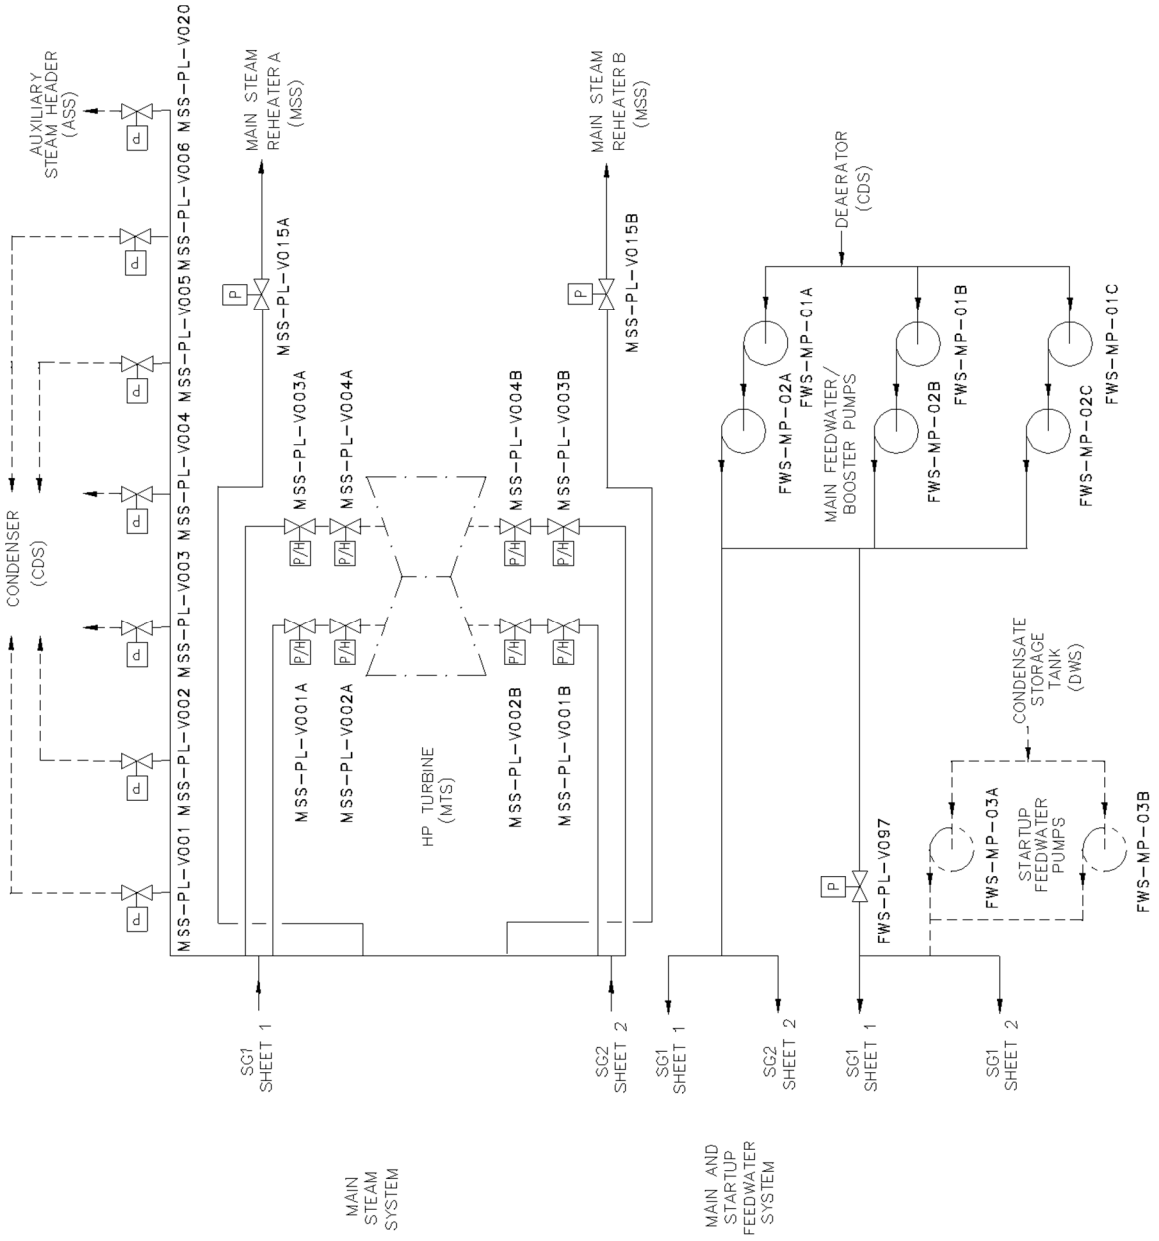 AUXILIARY
STEAM HEADER
(ASS)
CONDENSER
(CDS)
d
d
d
d
d
d
d
MSS-PL-V001
MSS-PL-V002
MSS-PL-V003
MSS-PL-V004
MSS-PL-V005
MSS-PL-V006
MSS-PL-V020
P
MSS-PL-V015A
MAIN STEAM
REHEATER A
(MSS)
MSS-PL-V003A
MSS-PL-V004A
P/H
P/H
P/H
P/H
MSS-PL-V001A
MSS-PL-V002A
HP TURBINE
(MTS)
MSS-PL-V004B
MSS-PL-V003B
P/H
P/H
P/H
P/H
MSS-PL-V002B
MSS-PL-V001B
P
MSS-PL-V015B
MAIN STEAM
REHEATER B
(MSS)
SG1
SHEET 1
SG2
SHEET 2
MAIN
STEAM
SYSTEM
SG1
SHEET 1
SG2
SHEET 2
SG1
SHEET 1
SG1
SHEET 2
MAIN AND
STARTUP
FEEDWATER
SYSTEM
FWS-MP-02A
FWS-MP-01A
MAIN FEEDWATER/
BOOSTER PUMPS
FWS-MP-02B
FWS-MP-01B
FWS-MP-02C
FWS-MP-01C
DEAERATOR
(CDS)
P
FWS-PL-V097
FWS-MP-03A
STARTUP
FEEDWATER
PUMPS
FWS-MP-03B
CONDENSATE
STORAGE
TANK
(DWS)